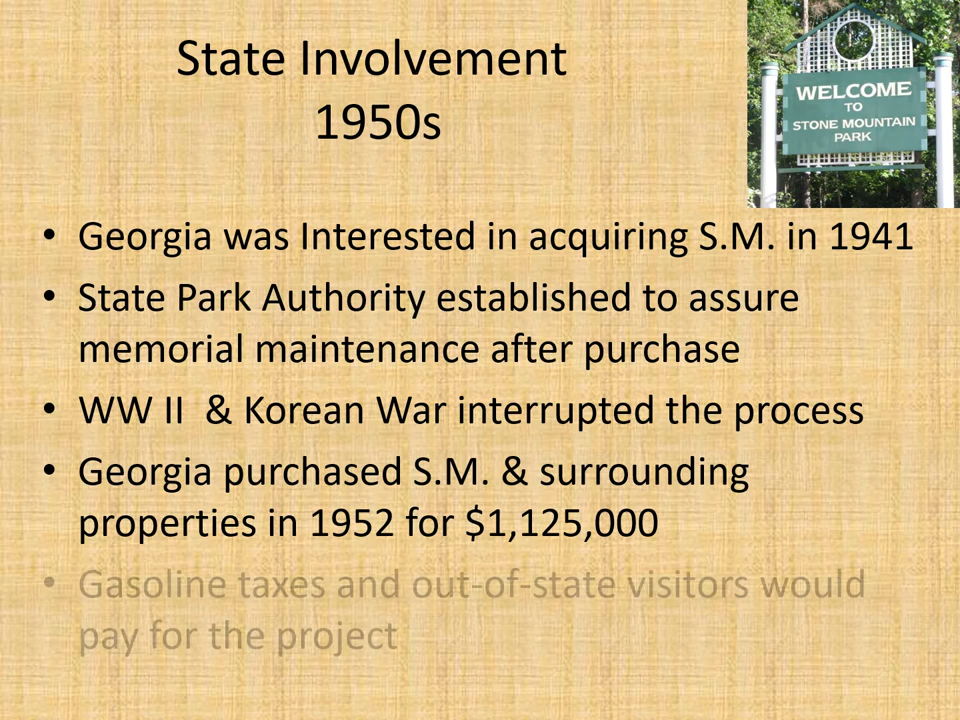 State Involvement
1950s
WELCOME
TO
STONE MOUNTAIN
PARK
• Georgia was Interested in acquiring S.M. in 1941
• State Park Authority established to assure
memorial maintenance after purchase
• WW II  & Korean War interrupted the process
• Georgia purchased S.M. & surrounding
properties in 1952 for $1,125,000
• Gasoline taxes and out-of-state visitors would
pay for the project